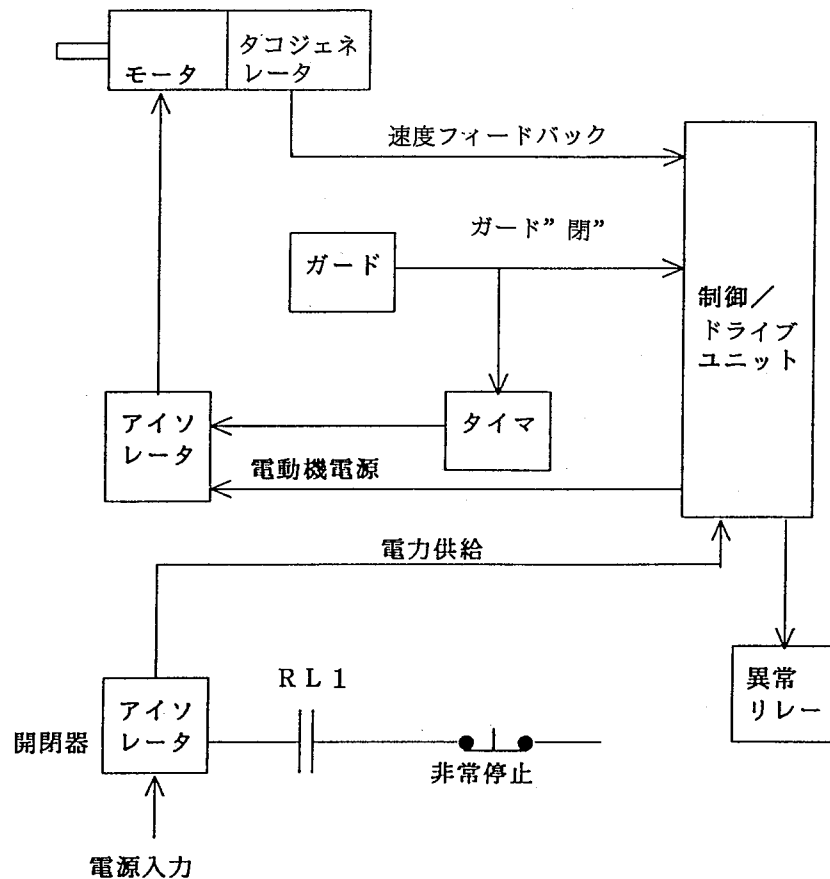 モータ
タコジェネ
レータ
速度フィードバック
ガード”閉”
ガード
制御／
ドライブ
ユニット
アイソ
レータ
タイマ
電動機電源
電力供給
ＲＬ１
異常
リレー
アイソ
レータ
開閉器
非常停止
電源入力